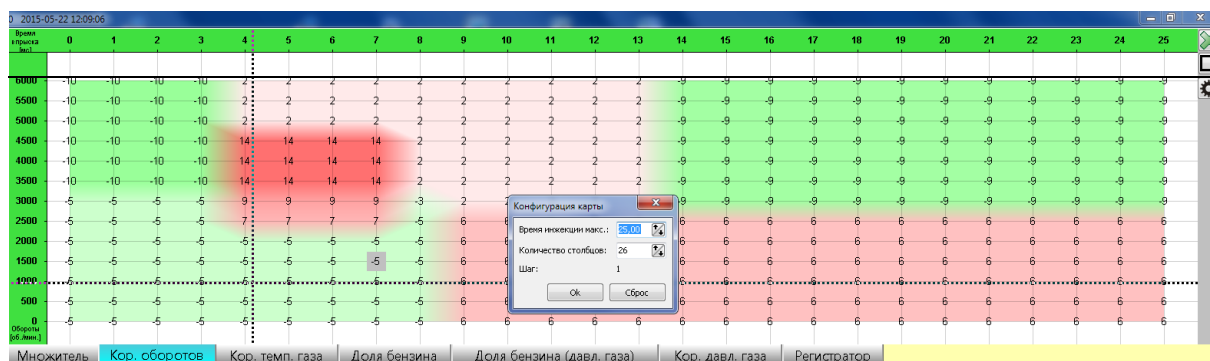 0 2015-05-22 12:09:06
Время впрыска [мс] 0 1 2 3 4 5 6 7 8 9 10 11 12 13 14 15 16 17 18 19 20 21 22 23 24 25
6000 -10 -10 -10 -10 2 2 2 2 2 2 2 2 2 2 -9 -9 -9 -9 -9 -9 -9 -9 -9 -9 -9 -9
5500 -10 -10 -10 -10 2 2 2 2 2 2 2 2 2 2 -9 -9 -9 -9 -9 -9 -9 -9 -9 -9 -9 -9
5000 -10 -10 -10 -10 2 2 2 2 2 2 2 2 2 2 -9 -9 -9 -9 -9 -9 -9 -9 -9 -9 -9 -9
4500 -10 -10 -10 -10 14 14 14 14 2 2 2 2 2 2 -9 -9 -9 -9 -9 -9 -9 -9 -9 -9 -9 -9
4000 -10 -10 -10 -10 14 14 14 14 2 2 2 2 2 2 -9 -9 -9 -9 -9 -9 -9 -9 -9 -9 -9 -9
3500 -10 -10 -10 -10 14 14 14 14 2 2 2 2 2 2 -9 -9 -9 -9 -9 -9 -9 -9 -9 -9 -9 -9
3000 -5 -5 -5 -5 9 9 9 9 -3 2 2 -9 -9 -9 -9 -9 -9 -9 -9 -9 -9 -9
2500 -5 -5 -5 -5 7 7 7 7 -5 6 6 6 6 6 6 6 6 6 6 6 6 6 6
2000 -5 -5 -5 -5 -5 -5 -5 -5 -5 6 6 6 6 6 6 6 6 6 6 6 6 6 6
1500 -5 -5 -5 -5 -5 -5 -5 -5 -5 6 6 6 6 6 6 6 6 6 6 6 6 6 6
1000 -5 -5 -5 -5 -5 -5 -5 -5 -5 6 6 6 6 6 6 6 6 6 6 6 6 6 6
500 -5 -5 -5 -5 -5 -5 -5 -5 -5 6 6 6 6 6 6 6 6 6 6 6 6 6 6
0 -5 -5 -5 -5 -5 -5 -5 -5 -5 6 6 6 6 6 6 6 6 6 6 6 6 6 6 6 6 6
Обороты [об./мин.]
Конфигурация карты
Время инжекции макс.: 25,00
Количество столбцов: 26
Шаг: 1
Ok Сброс
Множитель Кор. оборотов Кор. темп. газа Доля бензина Доля бензина (давл. газа) Кор. давл. газа Регистратор